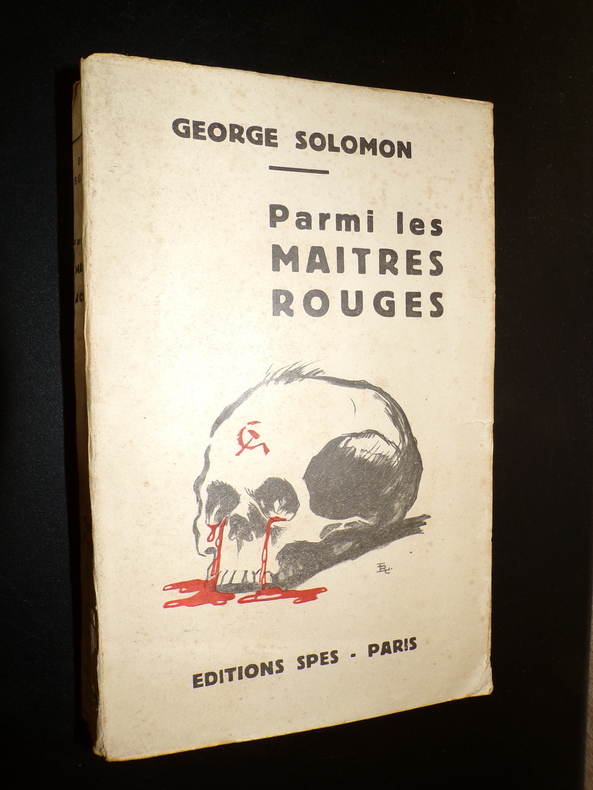 GEORGE SOLOMON
Parmi les
MAITRES
ROUGES
EDITIONS SPES - PARIS